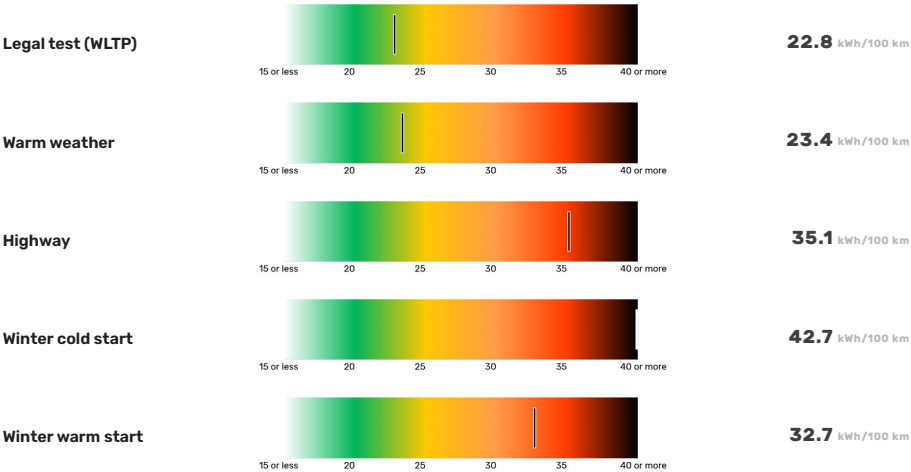 Legal test (WLTP)
22.8 kWh/100 km
15 or less 20 25 30 35 40 or more
Warm weather
23.4 kWh/100 km
15 or less 20 25 30 35 40 or more
Highway
35.1 kWh/100 km
15 or less 20 25 30 35 40 or more
Winter cold start
42.7 kWh/100 km
15 or less 20 25 30 35 40 or more
Winter warm start
32.7 kWh/100 km
15 or less 20 25 30 35 40 or more